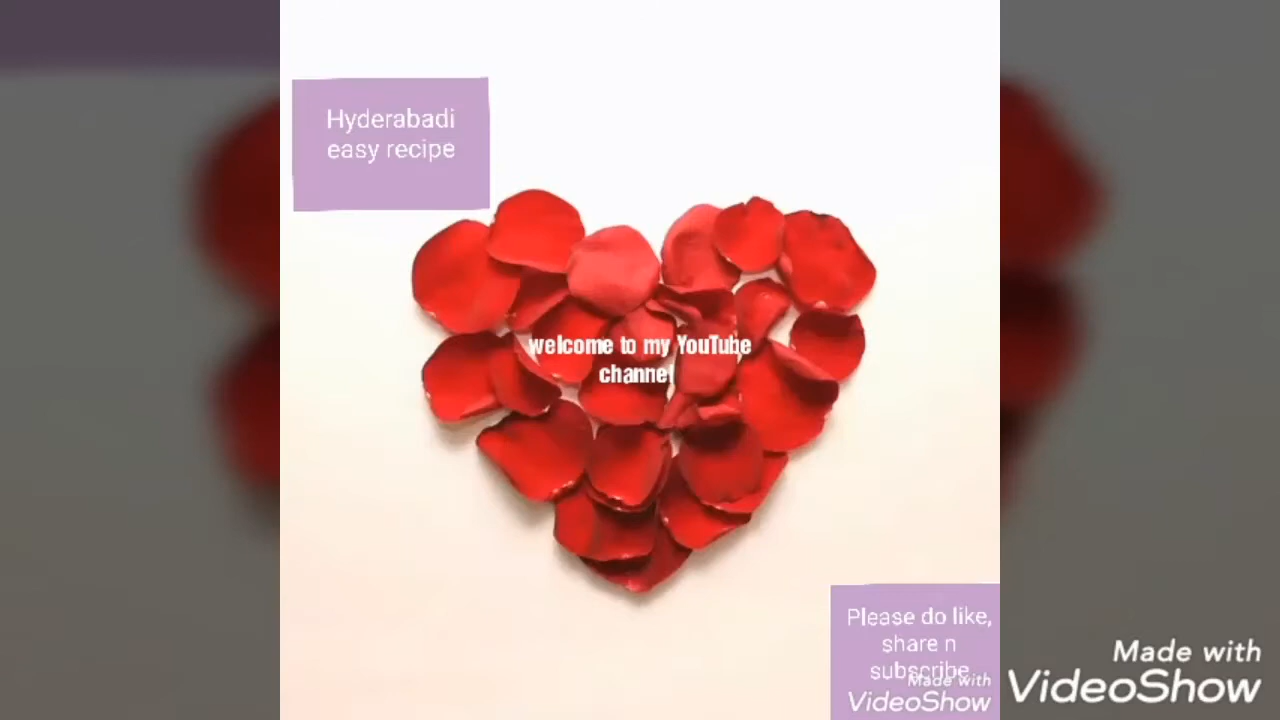 Hyderabadi
easy recipe
welcome to my YouTube
channel
Please do like,
share n
subscribe
Made with
VideoShow
Made with
VideoShow